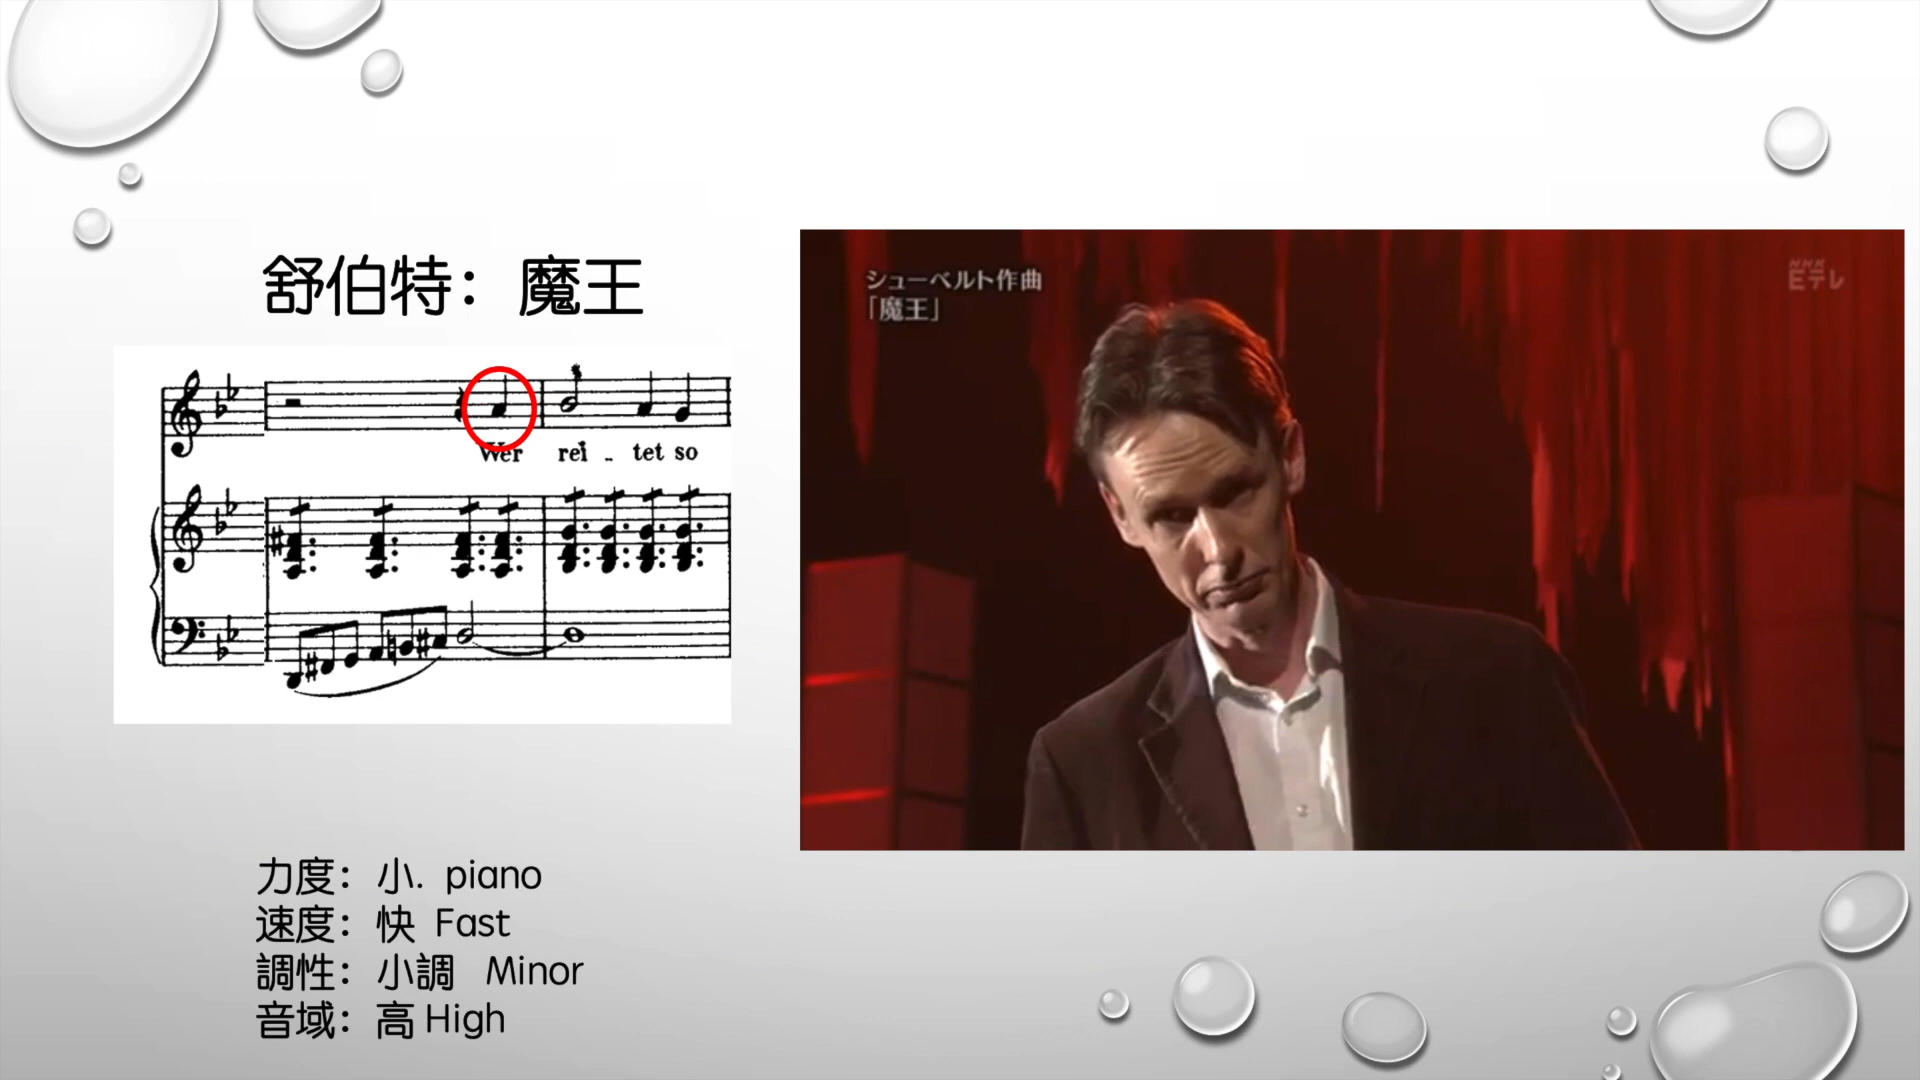 舒伯特：魔王
Wer rei - tet so
シューベルト作曲
「魔王」
NHK
Eテレ
力度：小. piano
速度：快 Fast
調性：小調 Minor
音域：高 High